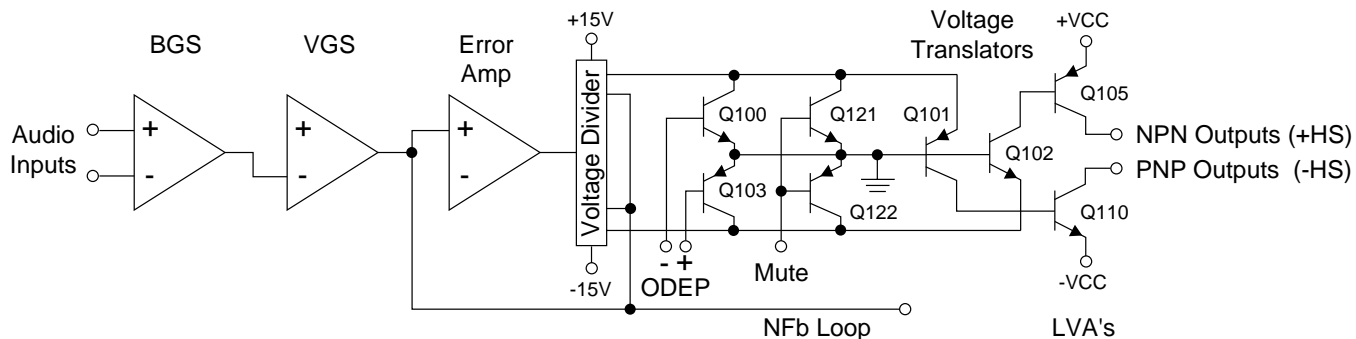 BGS
VGS
Error
Amp
+15V
Voltage
Translators
+VCC
Audio
Inputs
+
-
+
-
+
-
Voltage Divider
Q100
Q121
Q101
Q105
Q102
Q103
Q122
Q110
NPN Outputs (+HS)
PNP Outputs (-HS)
- +
ODEP
Mute
-15V
-VCC
NFb Loop
LVA's